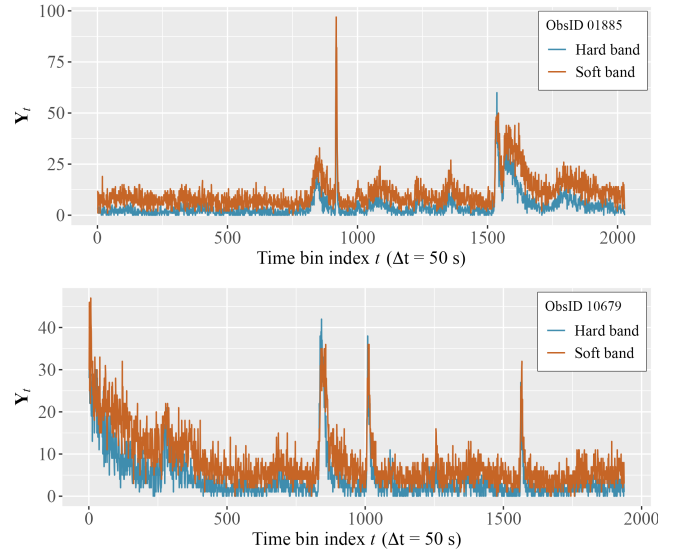 100
75
50
25
0
Y_t
ObsID 01885
Hard band
Soft band
0 500 1000 1500 2000
Time bin index t (Δt = 50 s)
40
30
20
10
0
Y_t
ObsID 10679
Hard band
Soft band
0 500 1000 1500 2000
Time bin index t (Δt = 50 s)